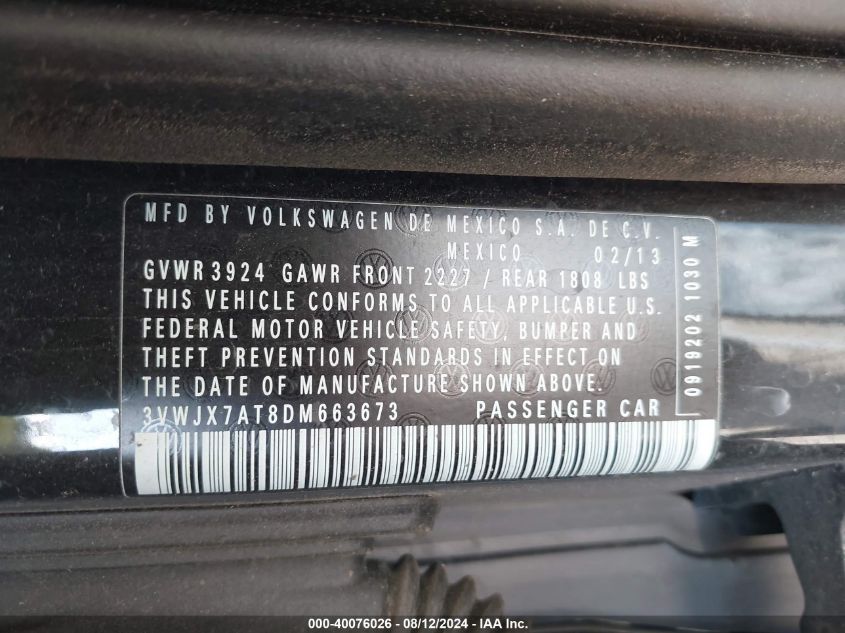 MFD BY VOLKSWAGEN DE MEXICO S.A. DE C.V.
MEXICO 02/13
GVWR 3924 GAWR FRONT 2227 / REAR 1808 LBS
THIS VEHICLE CONFORMS TO ALL APPLICABLE U.S.
FEDERAL MOTOR VEHICLE SAFETY, BUMPER AND
THEFT PREVENTION STANDARDS IN EFFECT ON
THE DATE OF MANUFACTURE SHOWN ABOVE.
3VWJX7AT8DM663673 PASSENGER CAR
0919202 1030 M
000-40076026 - 08/12/2024 - IAA Inc.